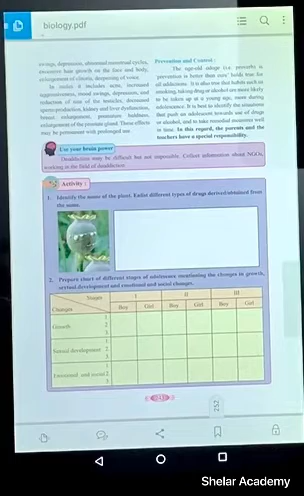 biology.pdf
swings, depression, abnormal menstrual cycles,
excessive hair growth on the face and body,
enlargement of clitoris, deepening of voice.
In males it includes acne, increased
aggressiveness, mood swings, depression, and
reduction of size of the testicles, decreased
sperm production, kidney and liver dysfunction,
breast enlargement, premature baldness,
enlargement of the prostate gland. These effects
may be permanent with prolonged use.
Prevention and Control :
The age-old adage (i.e. proverb) is
'prevention is better than cure' holds true for
all addictions. It is also true that habits such as
smoking, taking drug or alcohol are more likely
to be taken up at a young age, more during
adolescence. It is best to identify the situations
that push an adolescent towards use of drugs
or alcohol, and to take remedial measures well
in time. In this regard, the parents and the
teachers have a special responsibility.
Use your brain power
Deaddiction may be difficult but not impossible. Collect information about NGOs,
working in the field of deaddiction
Activity :
1. Identify the name of the plant. Enlist different types of drugs derived/obtained from
the same.
2. Prepare chart of different stages of adolescence mentioning the changes in growth,
sexual development and emotional and social changes.
Stages I II III
Changes Boy Girl Boy Girl Boy Girl
1
Growth 2
3
1
Sexual development 2
3
1
Emotional and social 2
3
252
Shelar Academy